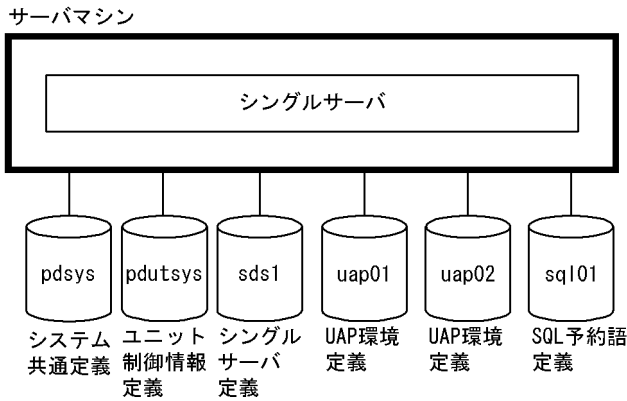 サーバマシン
シングルサーバ
pdsys
pdutsys
sds1
uap01
uap02
sql01
システム
共通定義
ユニット
制御情報
定義
シングル
サーバ
定義
UAP環境
定義
UAP環境
定義
SQL予約語
定義